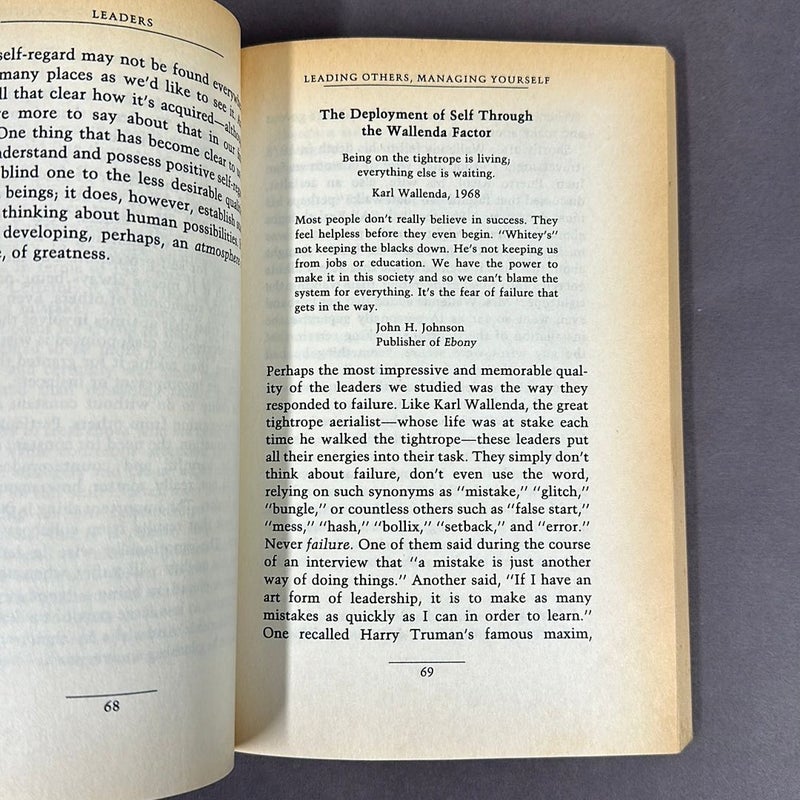 LEADERS
self-regard may not be found
many places as we'd like to see it.
ll that clear how it's acquired—
re more to say about that in our
One thing that has become clear to
nderstand and possess positive
blind one to the less desirable
beings; it does, however, establish
thinking about human possibilities,
developing, perhaps, an atmosphere
, of greatness.
68
LEADING OTHERS, MANAGING YOURSELF
The Deployment of Self Through
the Wallenda Factor
Being on the tightrope is living;
everything else is waiting.
Karl Wallenda, 1968
Most people don't really believe in success. They
feel helpless before they even begin. "Whitey's"
not keeping the blacks down. He's not keeping us
from jobs or education. We have the power to
make it in this society and so we can't blame the
system for everything. It's the fear of failure that
gets in the way.
John H. Johnson
Publisher of Ebony
Perhaps the most impressive and memorable qual-
ity of the leaders we studied was the way they
responded to failure. Like Karl Wallenda, the great
tightrope aerialist—whose life was at stake each
time he walked the tightrope—these leaders put
all their energies into their task. They simply don't
think about failure, don't even use the word,
relying on such synonyms as "mistake," "glitch,"
"bungle," or countless others such as "false start,"
"mess," "hash," "bollix," "setback," and "error."
Never failure. One of them said during the course
of an interview that "a mistake is just another
way of doing things." Another said, "If I have an
art form of leadership, it is to make as many
mistakes as quickly as I can in order to learn."
One recalled Harry Truman's famous maxim,
69